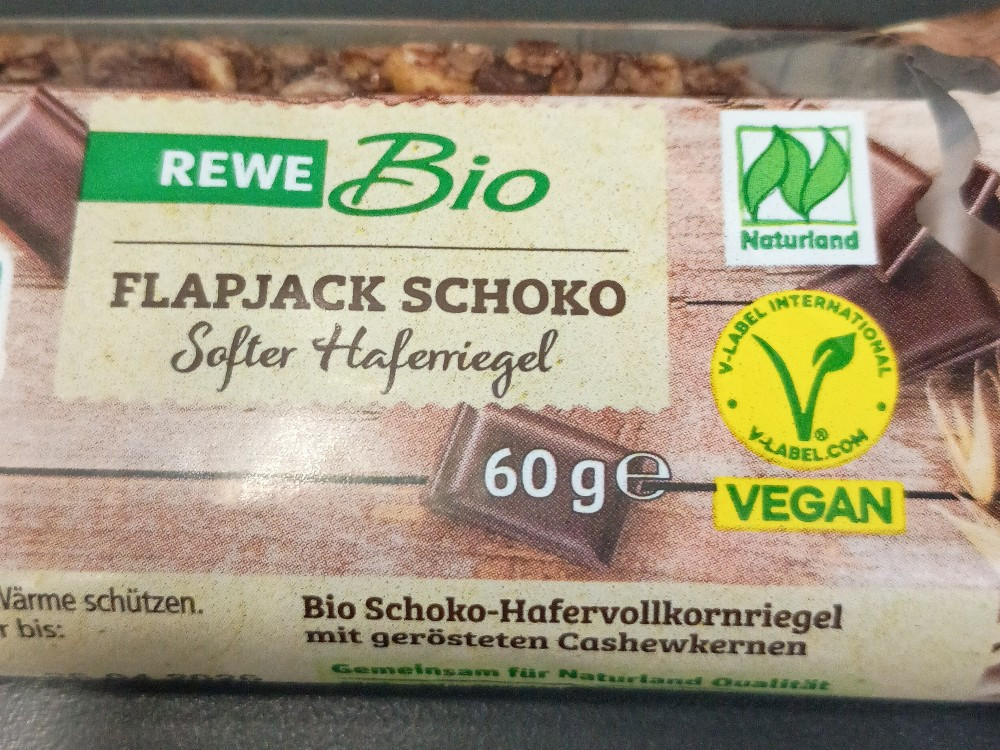 REWE Bio
FLAPJACK SCHOKO
Softer Haferriegel
60 g e
Naturland
V-LABEL INTERNATIONAL
V-LABEL.COM
®
VEGAN
Wärme schützen.
r bis:
Bio Schoko-Hafervollkornriegel
mit gerösteten Cashewkernen
Gemeinsam für Naturland Qualität